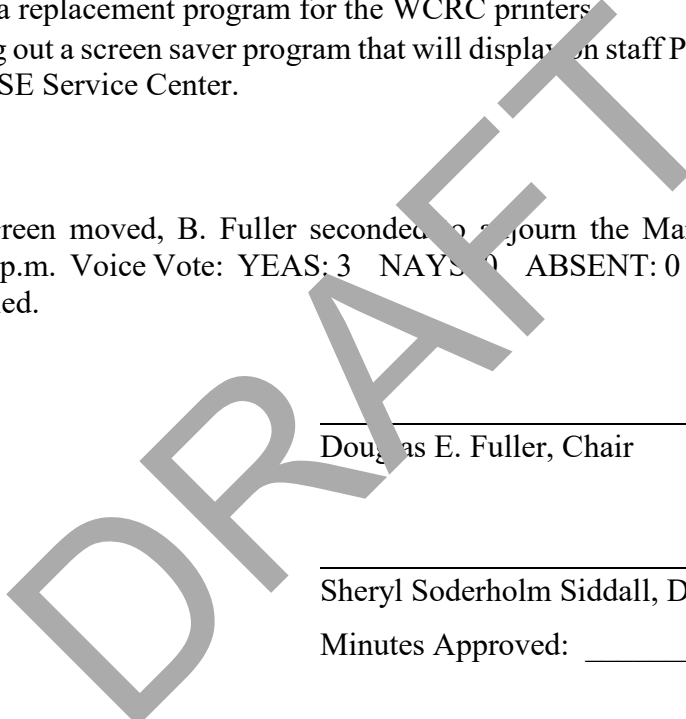 a replacement program for the WCRC printers
g out a screen saver program that will display on staff P
SE Service Center.
reen moved, B. Fuller seconded to adjourn the Ma
p.m. Voice Vote: YEAS: 3 NAYS: 0 ABSENT: 0
ed.
Douglas E. Fuller, Chair
Sheryl Soderholm Siddall, D
Minutes Approved: ________
DRAFT